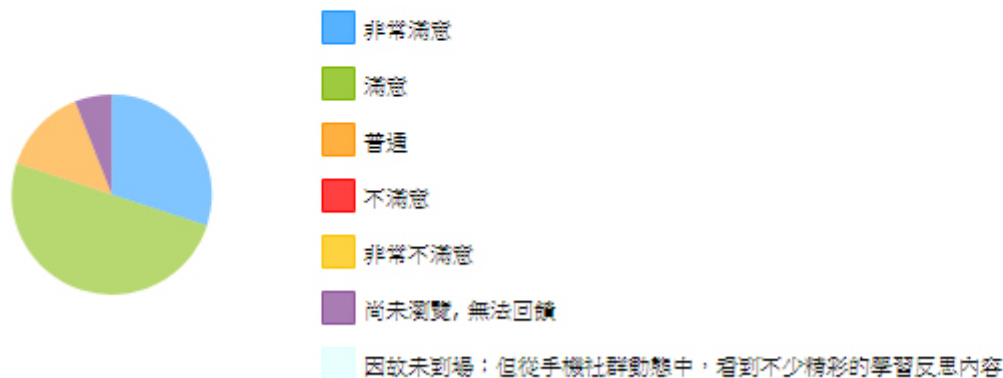 非常滿意
滿意
普通
不滿意
非常不滿意
尚未瀏覽, 無法回饋
因故未到場：但從手機社群動態中，看到不少精彩的學習反思內容